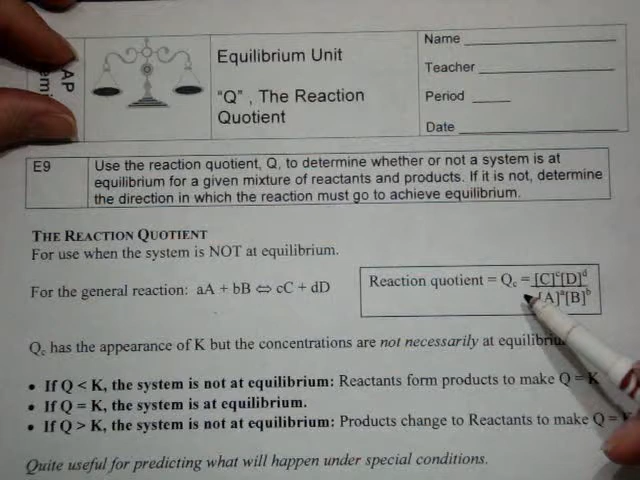 AP
Equilibrium Unit
"Q" , The Reaction
Quotient
Name
Teacher
Period
Date
E9
Use the reaction quotient, Q, to determine whether or not a system is at
equilibrium for a given mixture of reactants and products. If it is not, determine
the direction in which the reaction must go to achieve equilibrium.
THE REACTION QUOTIENT
For use when the system is NOT at equilibrium.
For the general reaction: aA + bB ⇔ cC + dD
Reaction quotient = Qc = [C]ᶜ[D]ᵈ
[A]ᵃ[B]ᵇ
Qc has the appearance of K but the concentrations are not necessarily at
• If Q < K, the system is not at equilibrium: Reactants form products to make Q = K
• If Q = K, the system is at equilibrium.
• If Q > K, the system is not at equilibrium: Products change to Reactants to make Q =
Quite useful for predicting what will happen under special conditions.